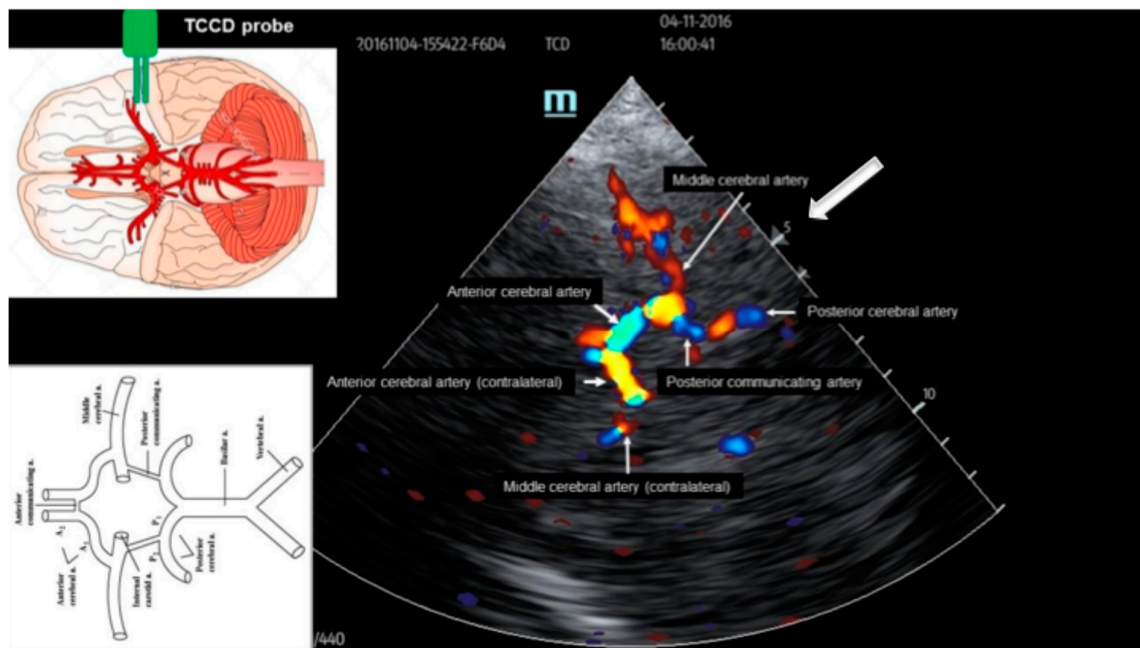 TCCD probe
04-11-2016
?20161104-155422-F6D4 TCD 16:00:41
m
Middle cerebral artery
5
Anterior cerebral artery
Posterior cerebral artery
Anterior cerebral artery (contralateral)
Posterior communicating artery
10
Middle cerebral artery (contralateral)
Anterior
communicating a.
Middle
cerebral a.
Posterior
communicating a.
Basilar a.
Vertebral a.
A2
A1
P1
P2
Anterior
cerebral a.
Internal
carotid a.
Posterior
cerebral a.
/440